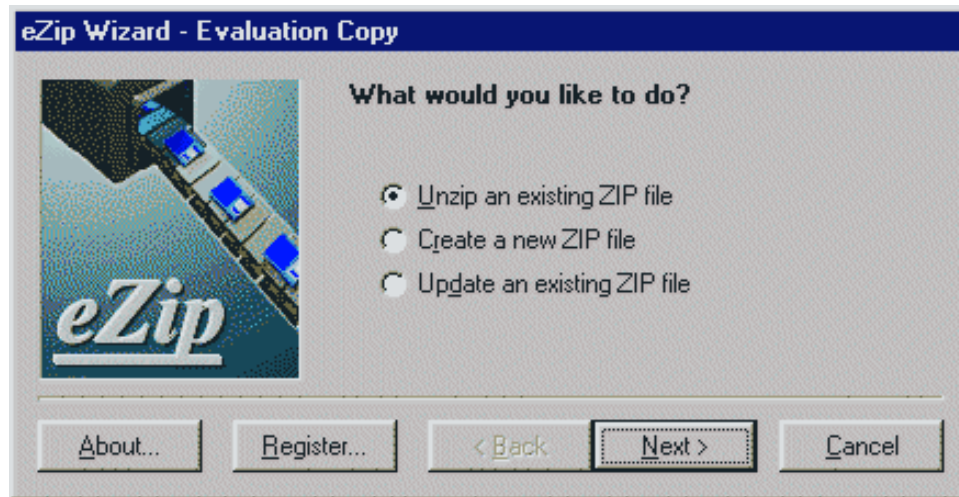 eZip Wizard - Evaluation Copy
What would you like to do?
Unzip an existing ZIP file
Create a new ZIP file
Update an existing ZIP file
eZip
About... Register... < Back Next > Cancel